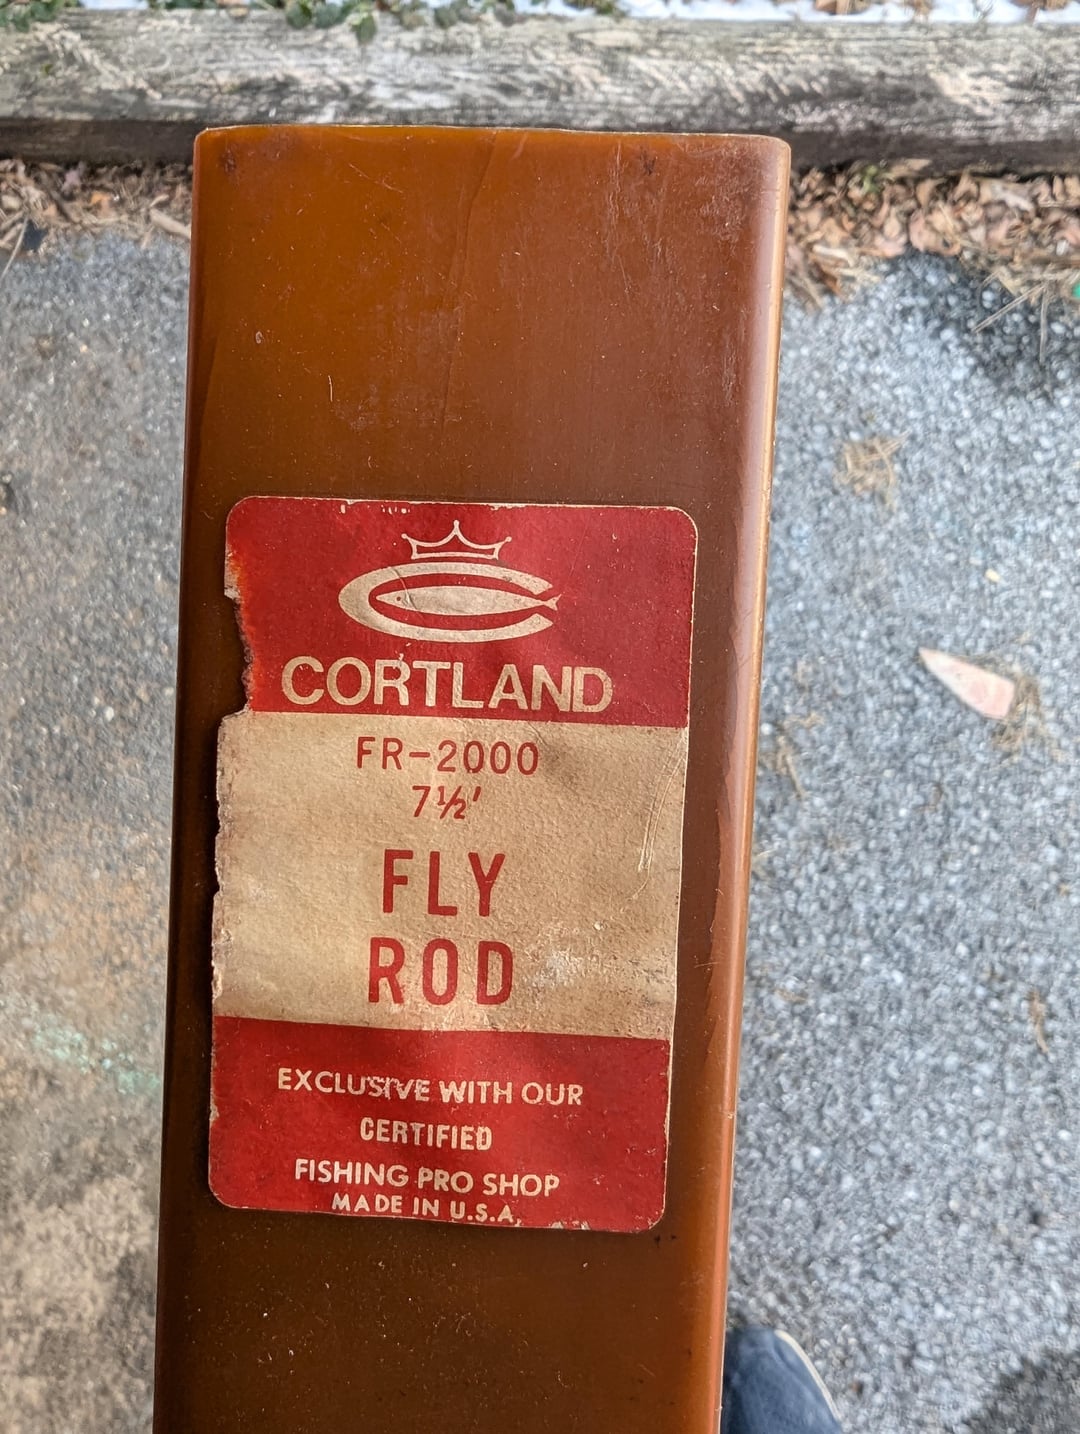 CORTLAND
FR-2000
7½'
FLY
ROD
EXCLUSIVE WITH OUR
CERTIFIED
FISHING PRO SHOP
MADE IN U.S.A.